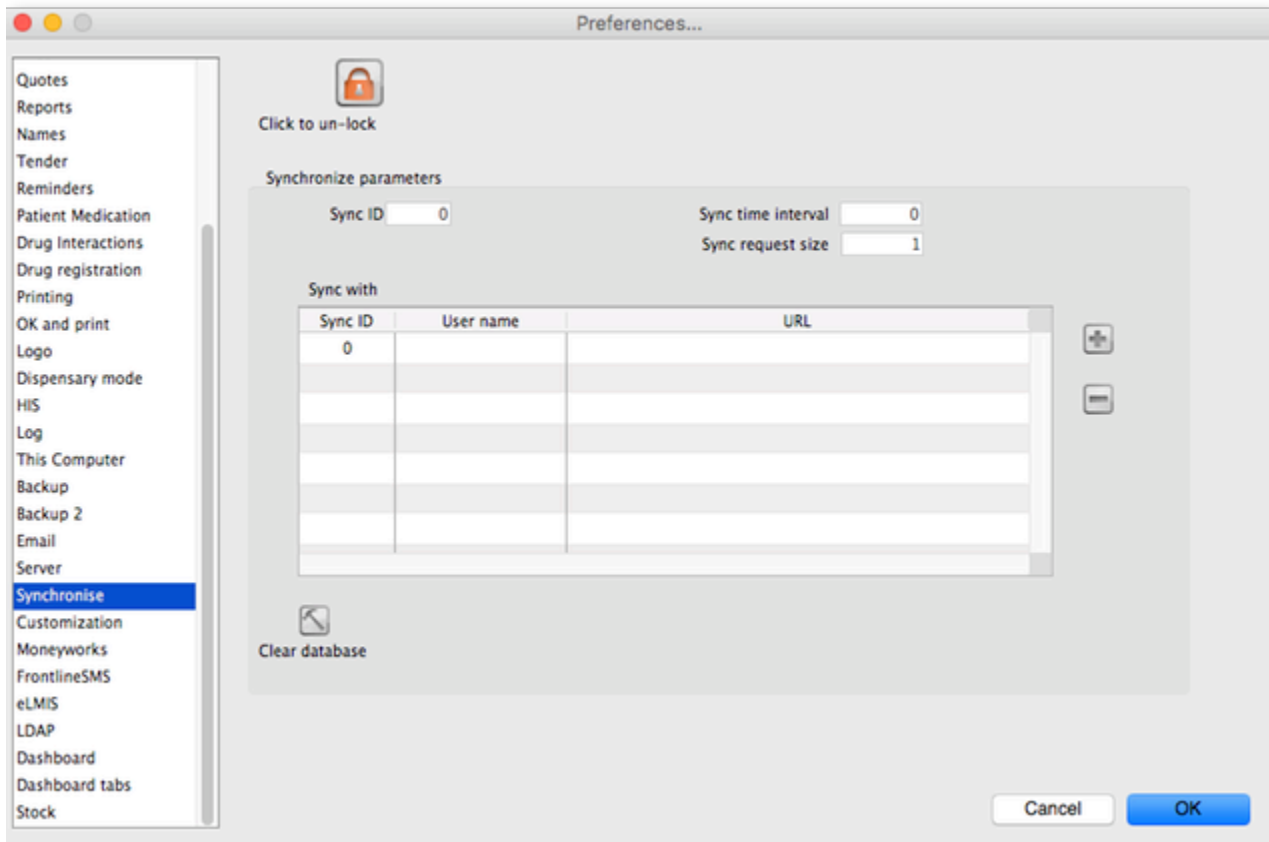 Preferences...
Quotes
Reports
Names
Tender
Reminders
Patient Medication
Drug Interactions
Drug registration
Printing
OK and print
Logo
Dispensary mode
HIS
Log
This Computer
Backup
Backup 2
Email
Server
Synchronise
Customization
Moneyworks
FrontlineSMS
eLMIS
LDAP
Dashboard
Dashboard tabs
Stock
Click to un-lock
Synchronize parameters
Sync ID 0
Sync time interval 0
Sync request size 1
Sync with
Sync ID User name URL
0
Clear database
Cancel OK